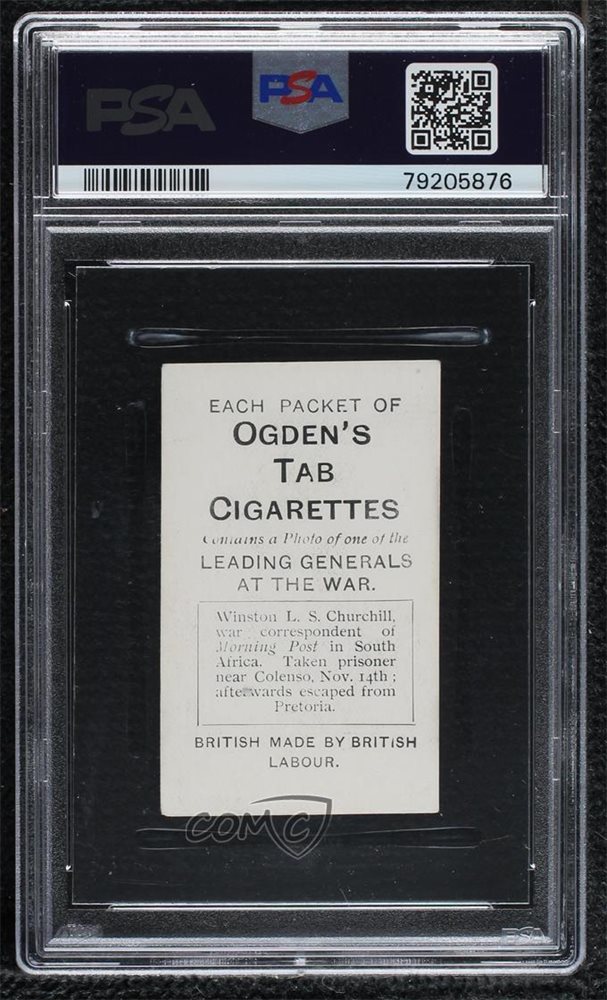 PSA
PSA
79205876
EACH PACKET OF
OGDEN'S
TAB
CIGARETTES
Contains a Photo of one of the
LEADING GENERALS
AT THE WAR.
Winston L. S. Churchill,
war correspondent of
Morning Post in South
Africa. Taken prisoner
near Colenso, Nov. 14th;
afterwards escaped from
Pretoria.
BRITISH MADE BY BRITISH
LABOUR.
COMC
PSA